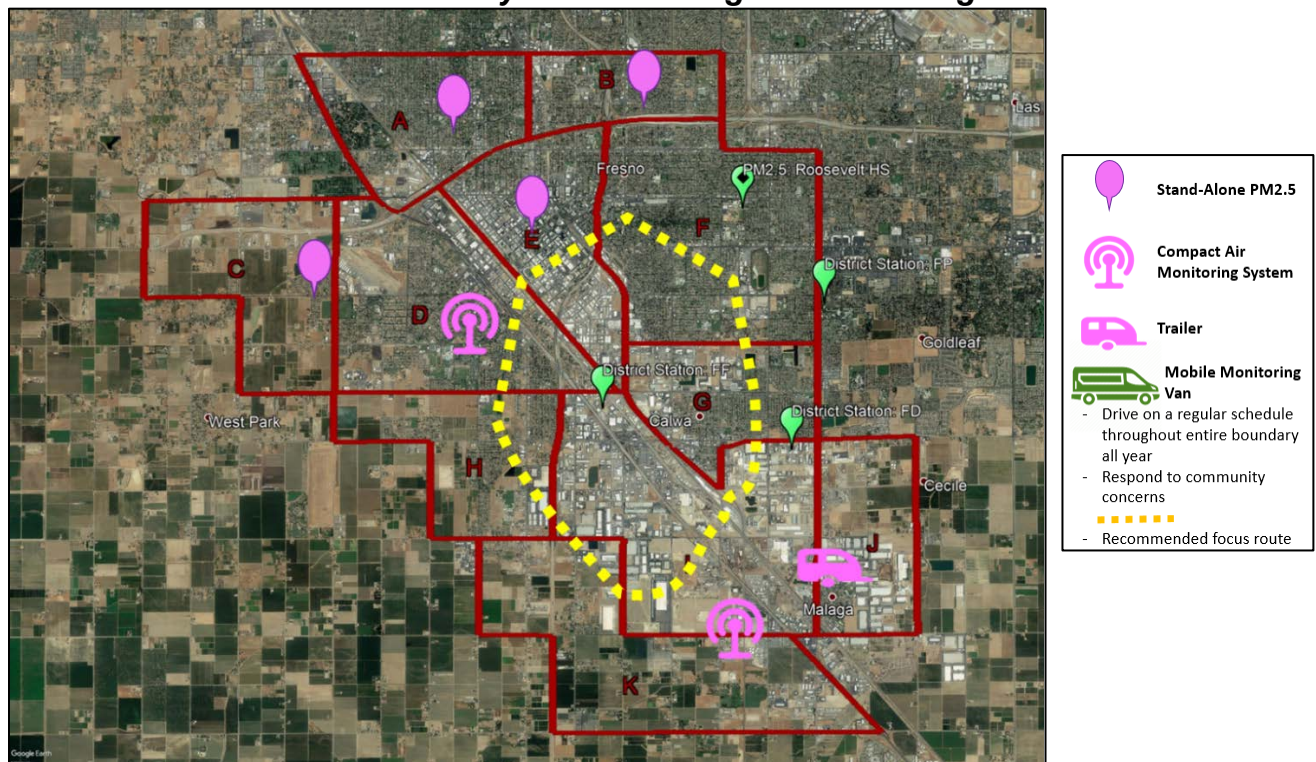 B
Las
A
Fresno
PM2.5: Roosevelt HS
F
E
C
District Station: FP
D
Goldleaf
District Station: FF
G
District Station: FD
West Park
Calwa
H
Cecile
J
Malaga
K
Google Earth
Stand-Alone PM2.5
Compact Air
Monitoring System
Trailer
Mobile Monitoring
Van
- Drive on a regular schedule
throughout entire boundary
all year
- Respond to community
concerns
- Recommended focus route